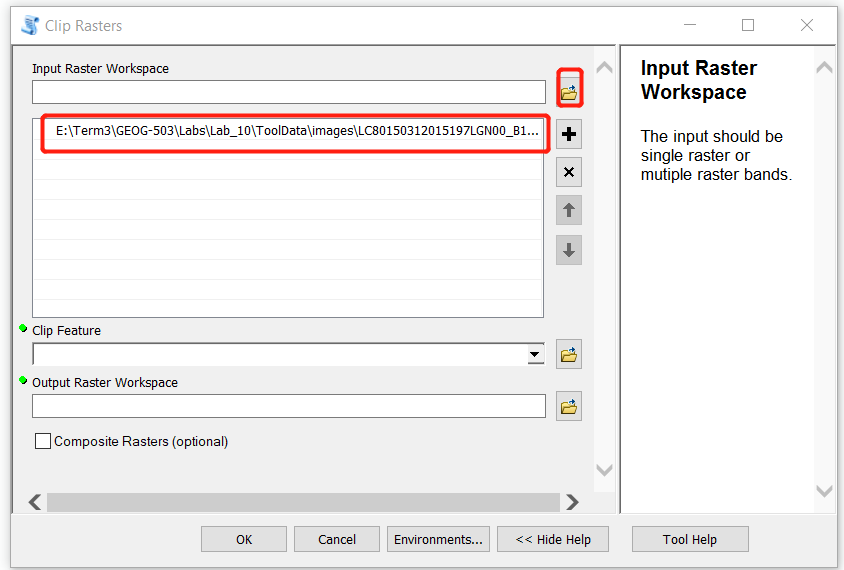 Clip Rasters
Input Raster Workspace
E:\Term3\GEOG-503\Labs\Lab_10\ToolData\images\LC80150312015197LGN00_B1...
Clip Feature
Output Raster Workspace
Composite Rasters (optional)
OK
Cancel
Environments...
<< Hide Help
Tool Help
Input Raster
Workspace
The input should be
single raster or
mutiple raster bands.